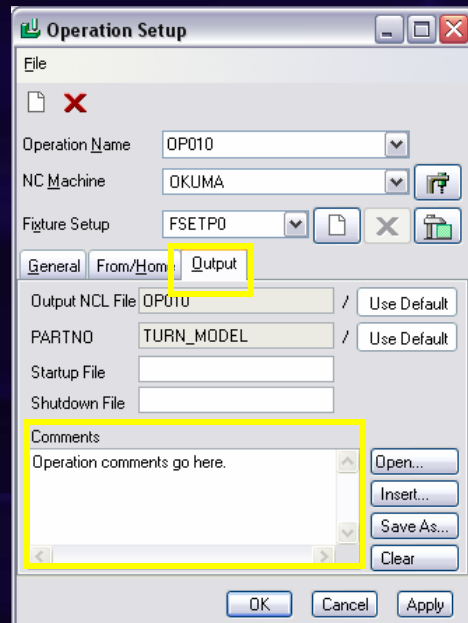 Operation Setup
File
Operation Name OP010
NC Machine OKUMA
Fixture Setup FSETP0
General From/Home Output
Output NCL File OP010 / Use Default
PARTNO TURN_MODEL / Use Default
Startup File
Shutdown File
Comments
Operation comments go here.
Open...
Insert...
Save As...
Clear
OK Cancel Apply